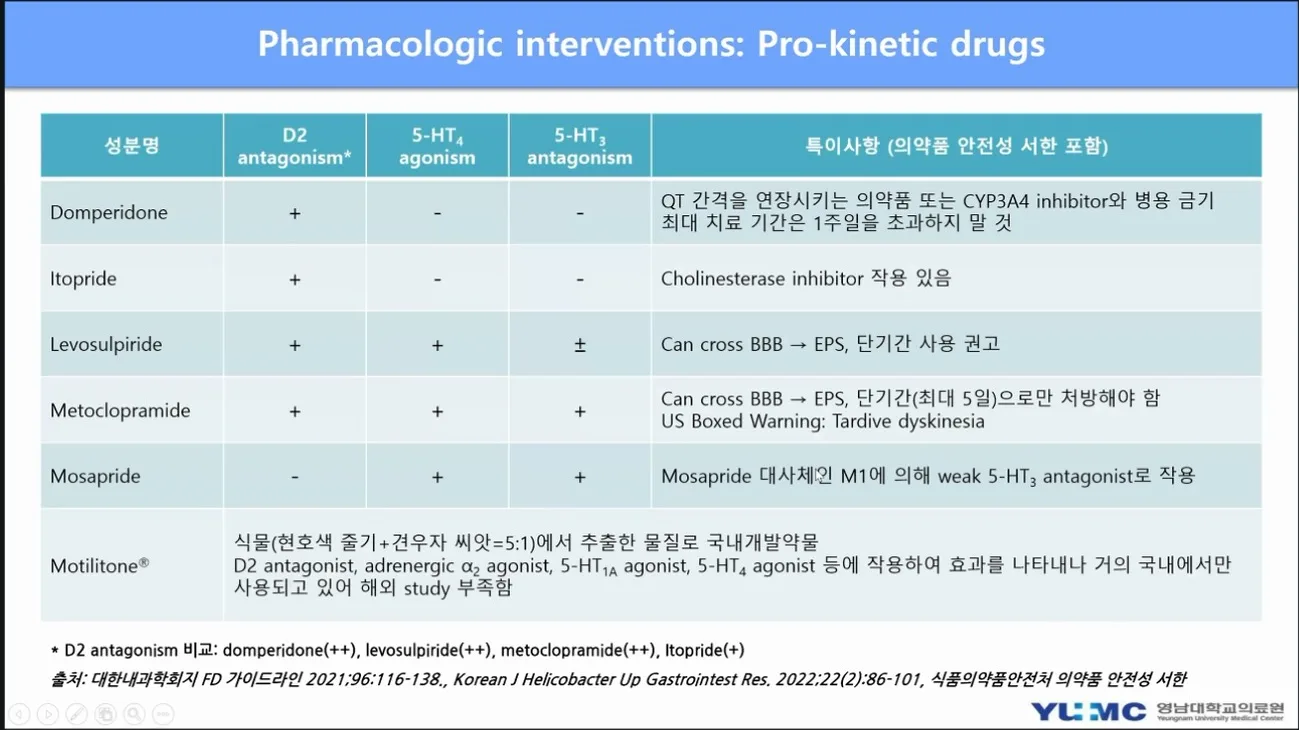 Pharmacologic interventions: Pro-kinetic drugs
성분명
D2
antagonism*
5-HT₄
agonism
5-HT₃
antagonism
특이사항 (의약품 안전성 서한 포함)
Domperidone
+
-
-
QT 간격을 연장시키는 의약품 또는 CYP3A4 inhibitor와 병용 금기
최대 치료 기간은 1주일을 초과하지 말 것
Itopride
+
-
-
Cholinesterase inhibitor 작용 있음
Levosulpiride
+
+
±
Can cross BBB → EPS, 단기간 사용 권고
Metoclopramide
+
+
+
Can cross BBB → EPS, 단기간(최대 5일)으로만 처방해야 함
US Boxed Warning: Tardive dyskinesia
Mosapride
-
+
+
Mosapride 대사체인 M1에 의해 weak 5-HT₃ antagonist로 작용
Motilitone®
식물(현호색 줄기+견우자 씨앗=5:1)에서 추출한 물질로 국내개발약물
D2 antagonist, adrenergic α₂ agonist, 5-HT₁ₐ agonist, 5-HT₄ agonist 등에 작용하여 효과를 나타내나 거의 국내에서만
사용되고 있어 해외 study 부족함
* D2 antagonism 비교: domperidone(++), levosulpiride(++), metoclopramide(++), Itopride(+)
출처: 대한내과학회지 FD 가이드라인 2021;96:116-138., Korean J Helicobacter Up Gastrointest Res. 2022;22(2):86-101, 식품의약품안전처 의약품 안전성 서한
YUMC 영남대학교의료원
Yeungnam University Medical Center